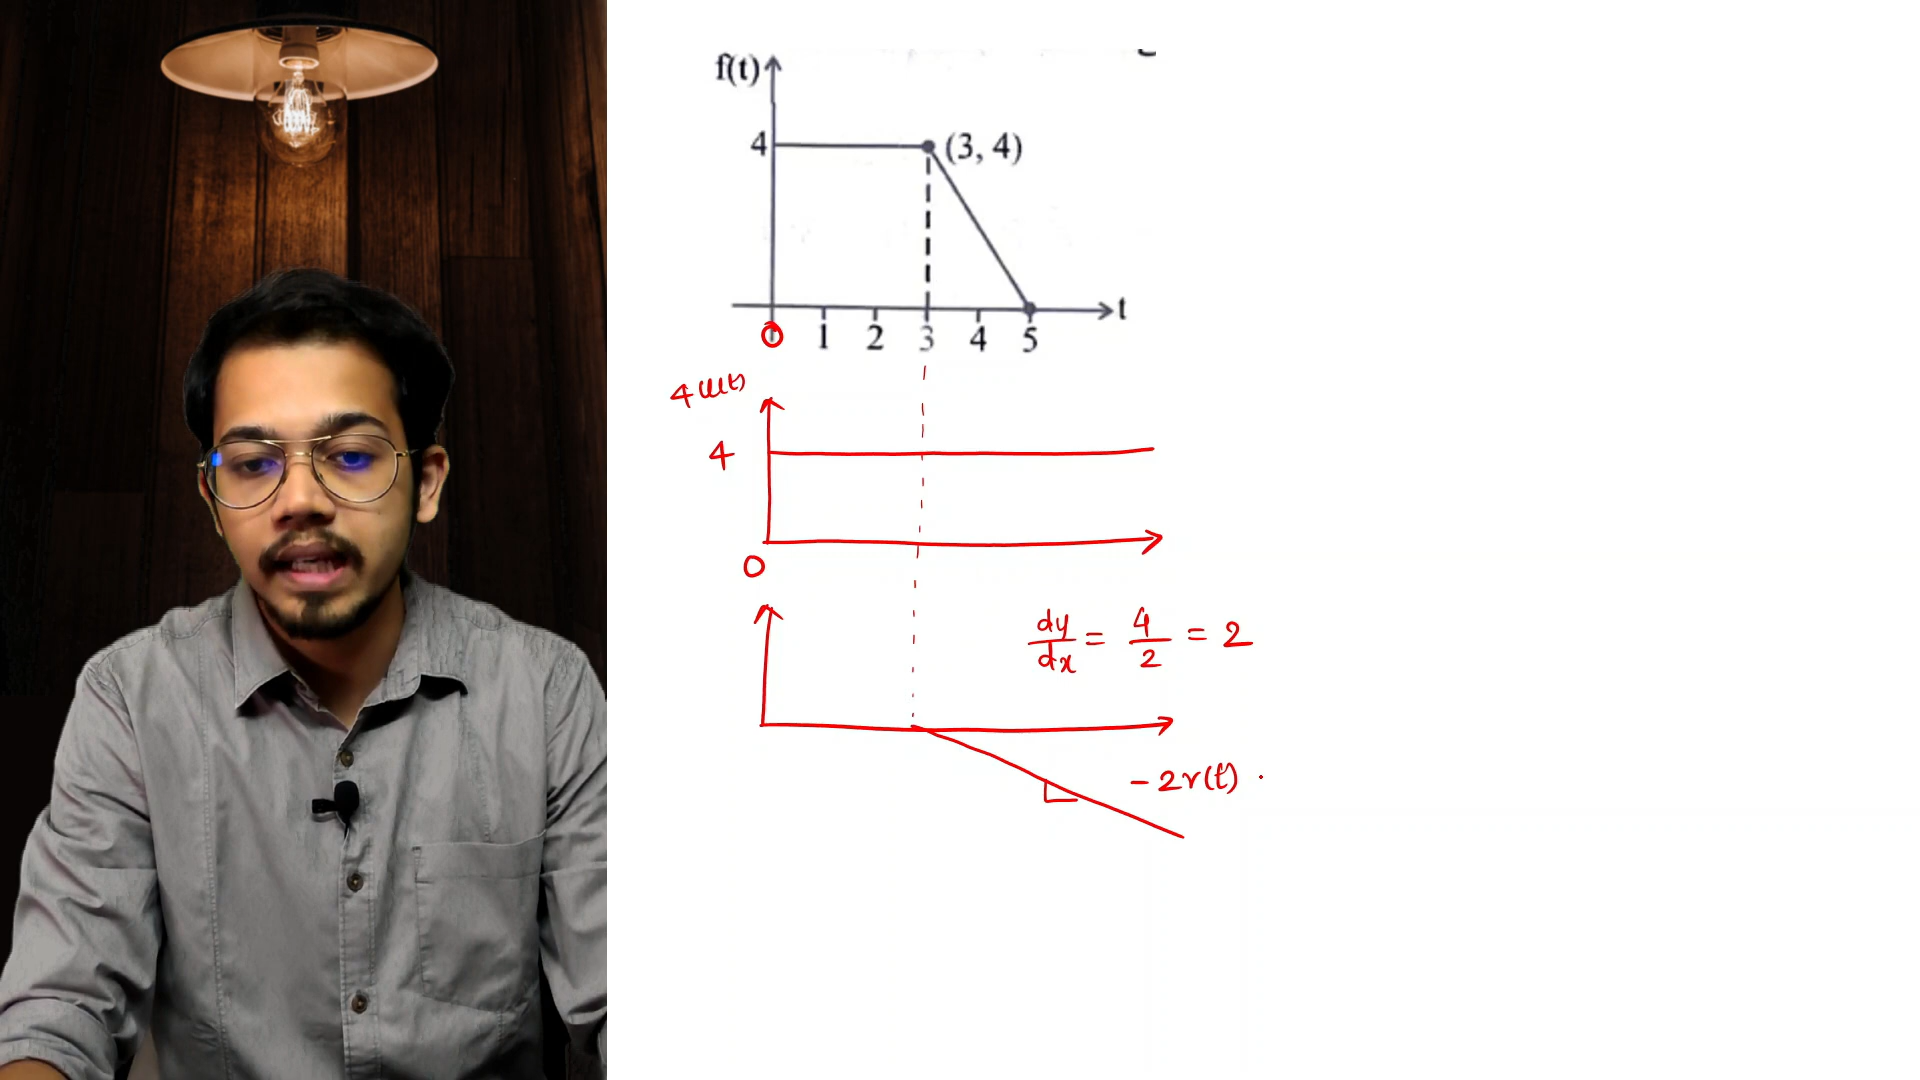 f(t)
4
(3, 4)
t
0 1 2 3 4 5
4u(t)
4
0
dy/dx = 4/2 = 2
-2r(t)